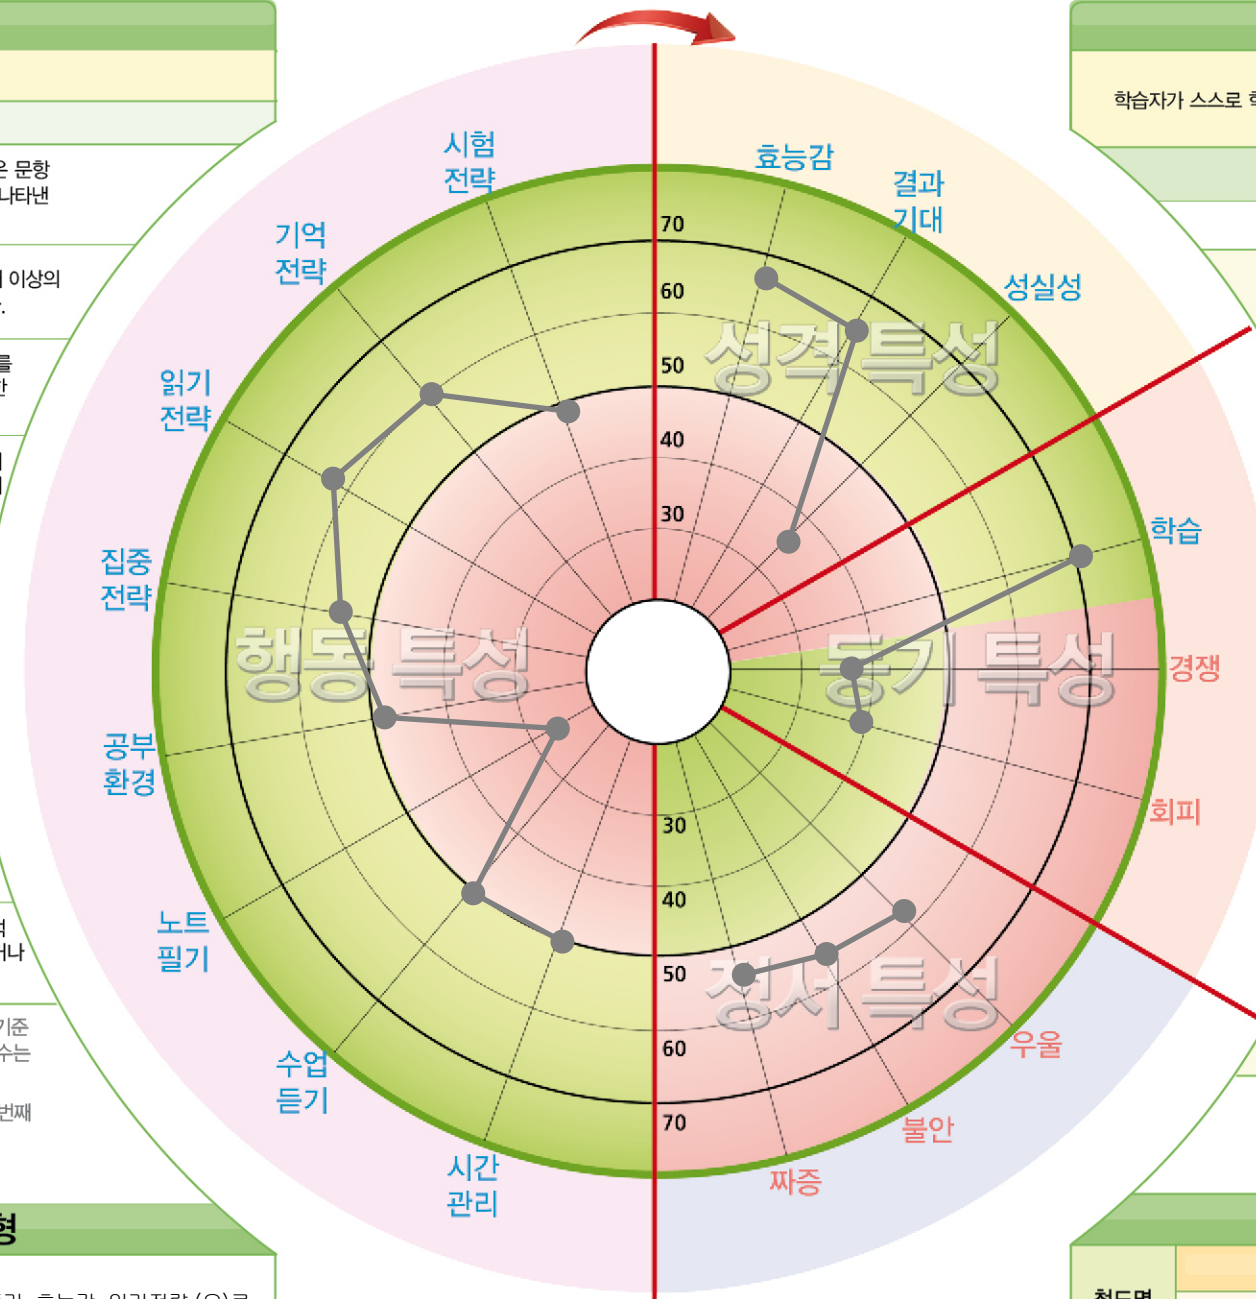 문항
나타낸
이상의
학습자가 스스로
시험
전략
효능감
결과
기대
기억
전략
성실성
70
60
50
40
30
성격 특성
읽기
전략
학습
집중
전략
행동 특성
동기 특성
경쟁
공부
환경
회피
30
40
50
60
70
노트
필기
정서 특성
기준
수는
번째
수업
듣기
우울
불안
시간
관리
짜증
형
척도명